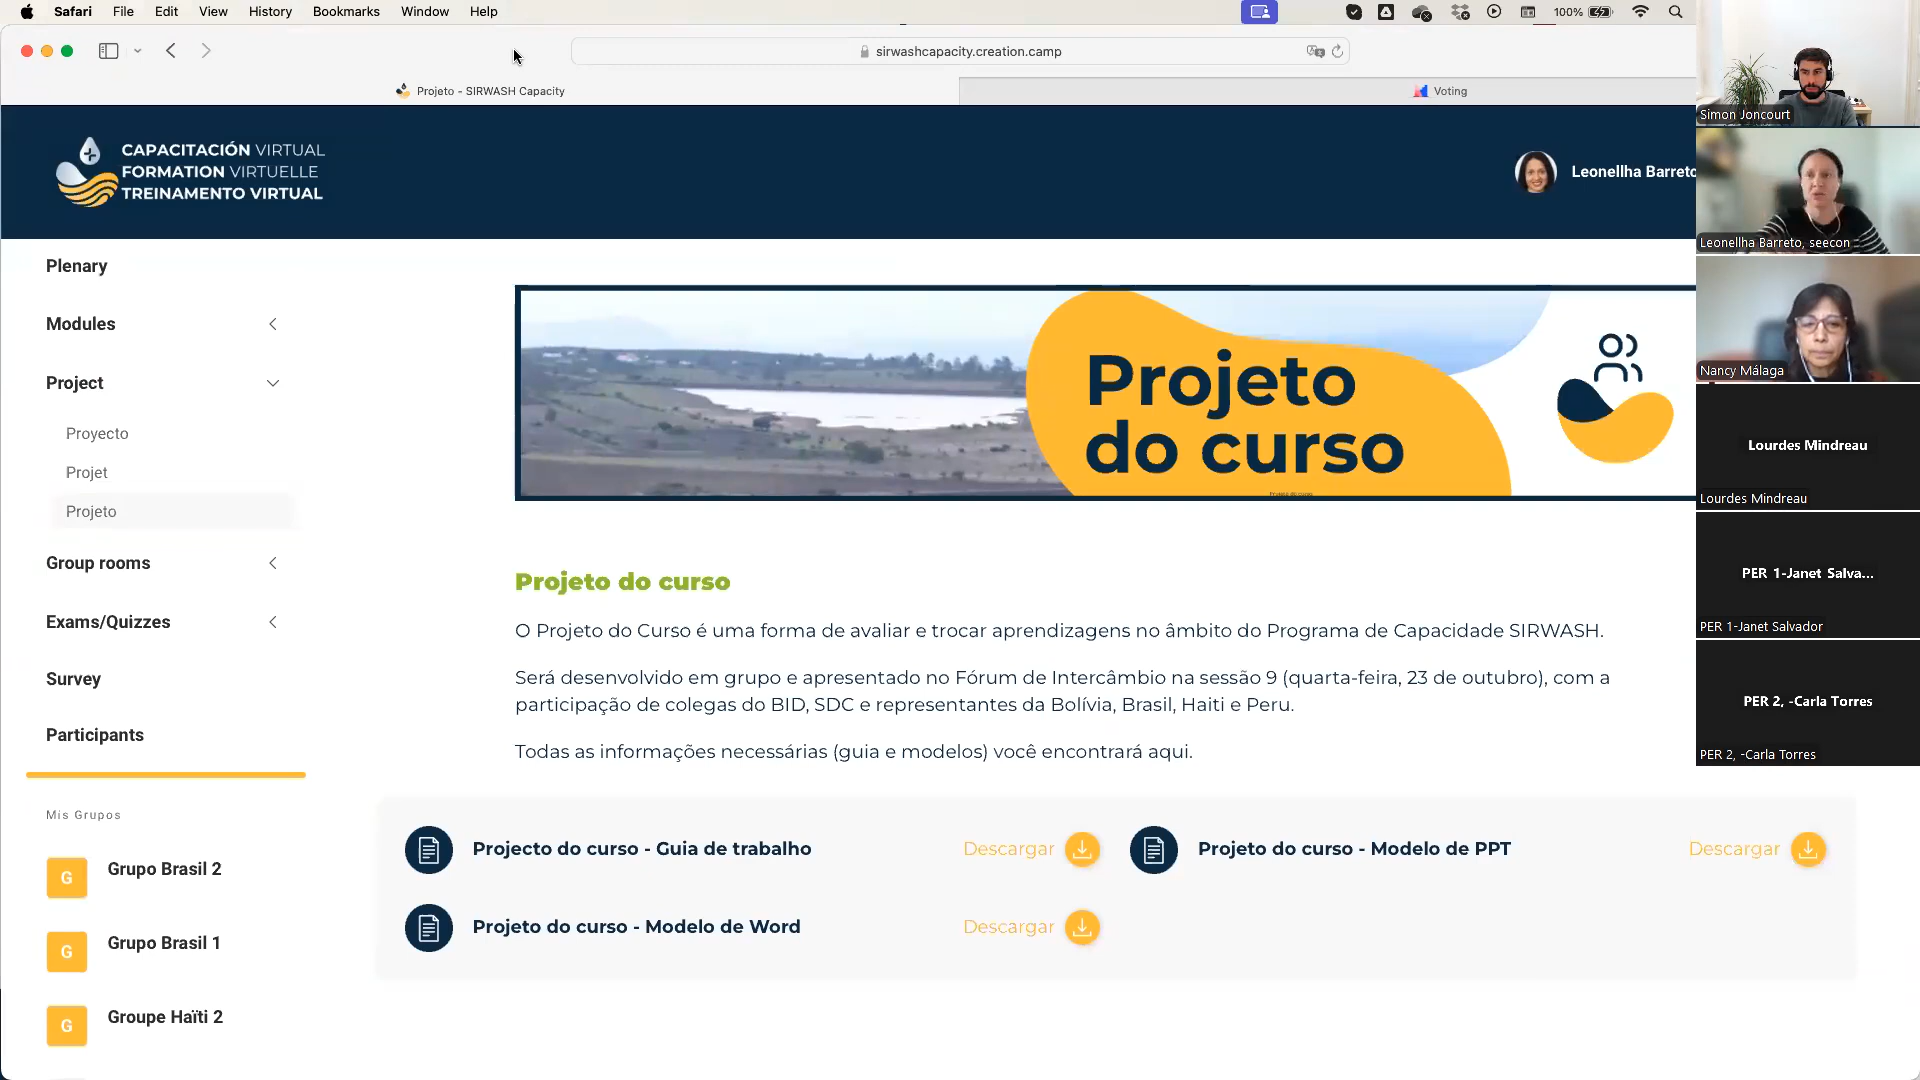 Safari File Edit View History Bookmarks Window Help
100%
sirwashcapacity.creation.camp
Projeto - SIRWASH Capacity
Voting
CAPACITACIÓN VIRTUAL
FORMATION VIRTUELLE
TREINAMENTO VIRTUAL
Leonellha Barreto
Plenary
Modules
Project
Proyecto
Projet
Projeto
Group rooms
Exams/Quizzes
Survey
Participants
Mis Grupos
G Grupo Brasil 2
G Grupo Brasil 1
G Groupe Haïti 2
Projeto
do curso
Projeto do curso
Projeto do curso
O Projeto do Curso é uma forma de avaliar e trocar aprendizagens no âmbito do Programa de Capacidade SIRWASH.
Será desenvolvido em grupo e apresentado no Fórum de Intercâmbio na sessão 9 (quarta-feira, 23 de outubro), com a
participação de colegas do BID, SDC e representantes da Bolívia, Brasil, Haiti e Peru.
Todas as informações necessárias (guia e modelos) você encontrará aqui.
Projecto do curso - Guia de trabalho
Descargar
Projeto do curso - Modelo de PPT
Descargar
Projeto do curso - Modelo de Word
Descargar
Simon Joncourt
Leonellha Barreto, seecon
Nancy Málaga
Lourdes Mindreau
Lourdes Mindreau
PER 1-Janet Salva...
PER 1-Janet Salvador
PER 2, -Carla Torres
PER 2, -Carla Torres